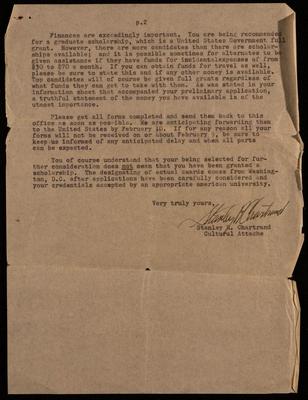 p.2
Finances are exceedingly important. You are being recommended
for a graduate scholarship, which is a United States Government full
grant. However, there are more candidates than there are scholar-
ships available; and it is possible sometimes for alternates to be
given assistance if they have funds for incidental expenses of from
$30 to $70 a month. If you can obtain funds for travel as well,
please be sure to state this and if any other money is available.
Top candidates will of course be given full grants regardless of
what funds they can get to take with them. As was stated in your
information sheet that accompanied your preliminary application,
a truthful statement of the money you have available is of the
utmost importance.
Please get all forms completed and send them back to this
office as soon as possible. We are anticipating forwarding them
to the United States by February 10. If for any reason all your
forms will not be received on or about February 5, be sure to
keep us informed of any anticipated delay and when all parts
can be expected.
You of course understand that your being selected for fur-
ther consideration does not mean that you have been granted a
scholarship. The designating of actual awards comes from Washing-
ton, D.C. after applications have been carefully considered and
your credentials accepted by an appropriate american university.
Very truly yours,
Stanley H. Chartrand
Stanley H. Chartrand
Cultural Attache